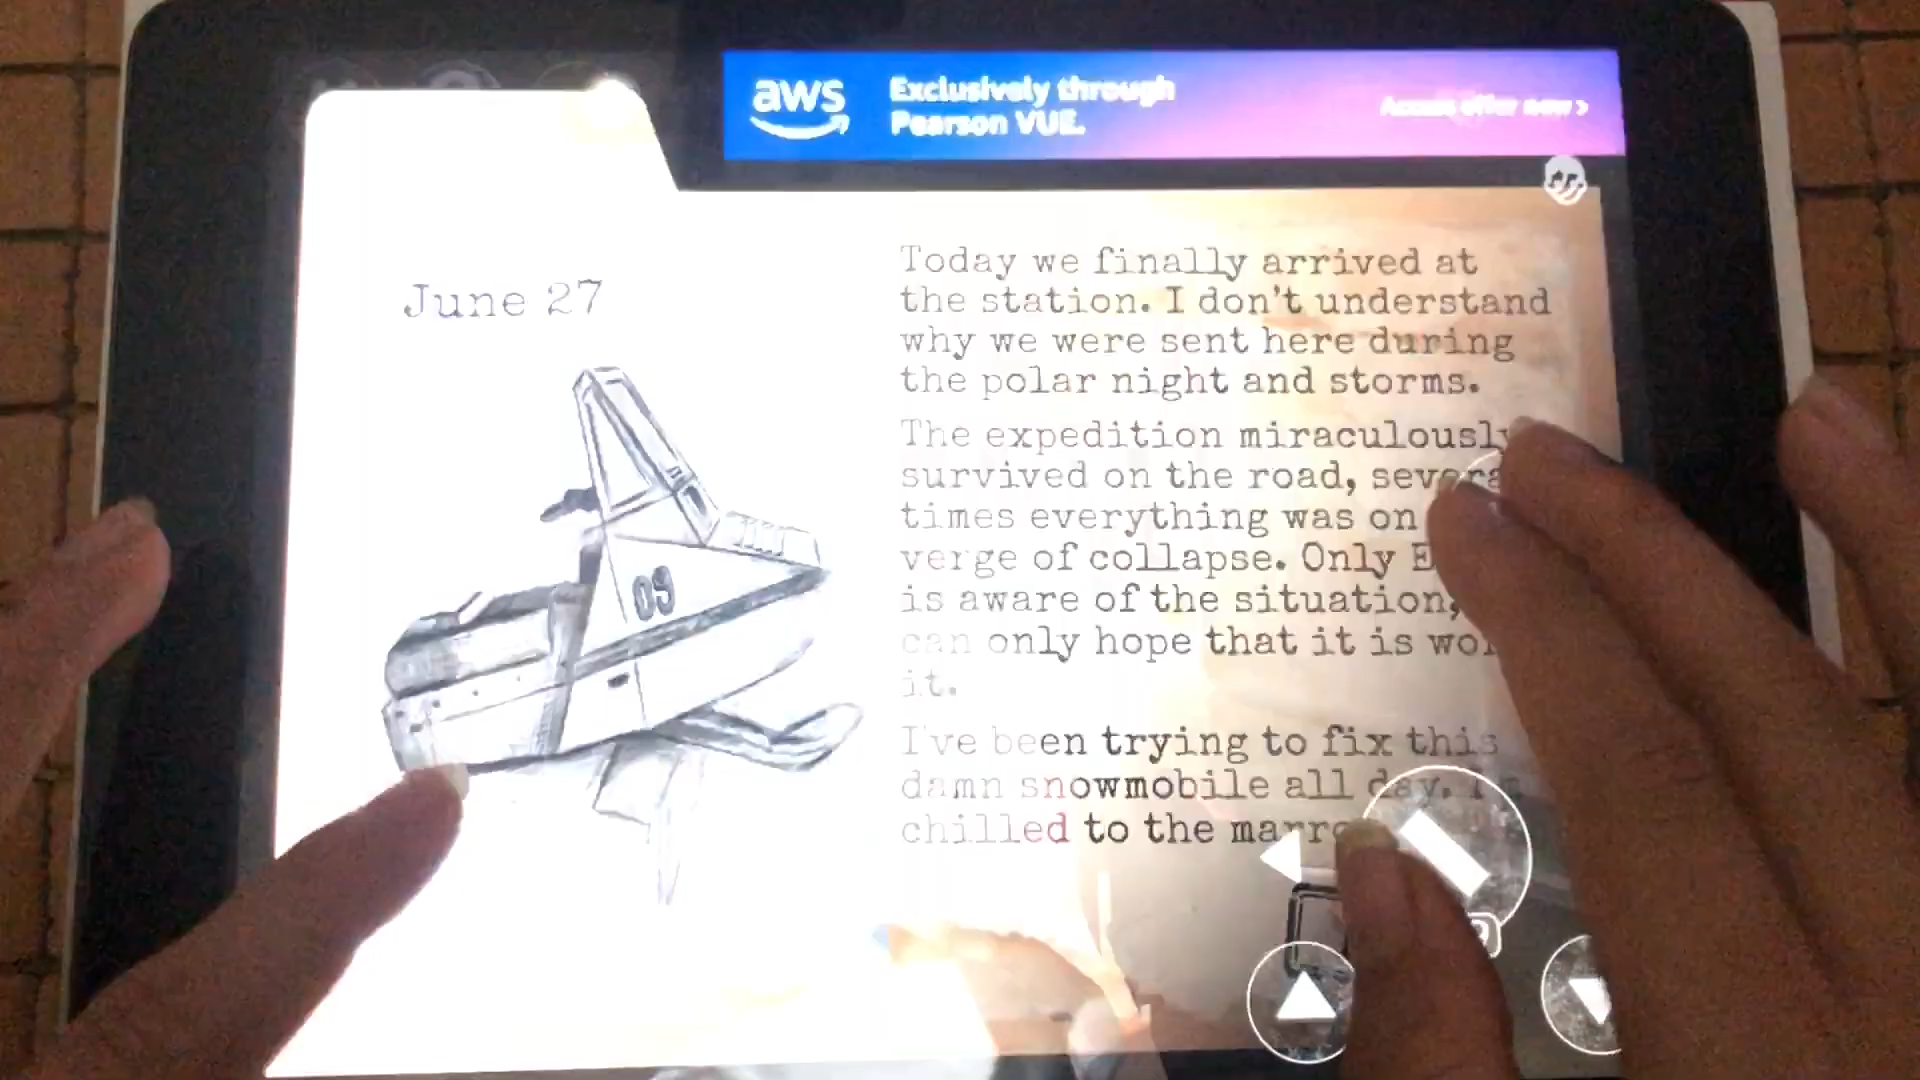 aws
Exclusively through
Pearson VUE.
Access offer now >
June 27
09
Today we finally arrived at
the station. I don't understand
why we were sent here during
the polar night and storms.
The expedition miraculously
survived on the road,
times everything was on
verge of collapse. Only
is aware of the situation,
can only hope that it is
it.
I've been trying to fix this
damn snowmobile all day.
chilled to the